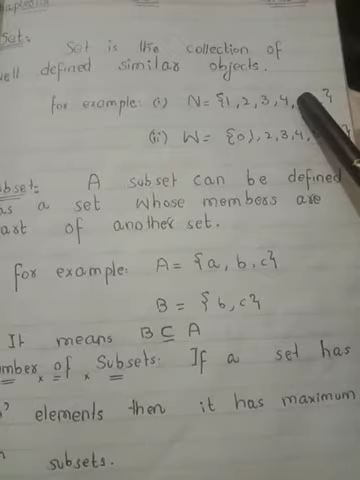 Set:
Set is the collection of
well defined similar objects.
for example: (i) N = {1, 2, 3, 4, }
(ii) W = {0, 1, 2, 3, 4, }
Subset: A subset can be defined
as a set whose members are
part of another set.
for example: A = {a, b, c}
B = {b, c}
It means B ⊆ A
Number of Subsets: If a set has
elements then it has maximum
subsets.